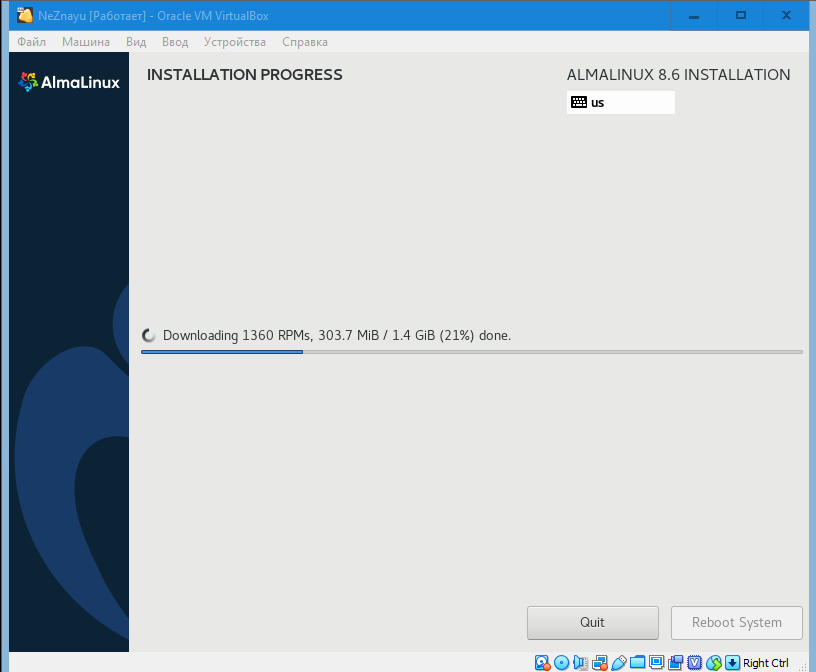 NeZnayu [Работает] - Oracle VM VirtualBox
Файл Машина Вид Ввод Устройства Справка
AlmaLinux
INSTALLATION PROGRESS
ALMALINUX 8.6 INSTALLATION
us
Downloading 1360 RPMs, 303.7 MiB / 1.4 GiB (21%) done.
Quit
Reboot System
Right Ctrl